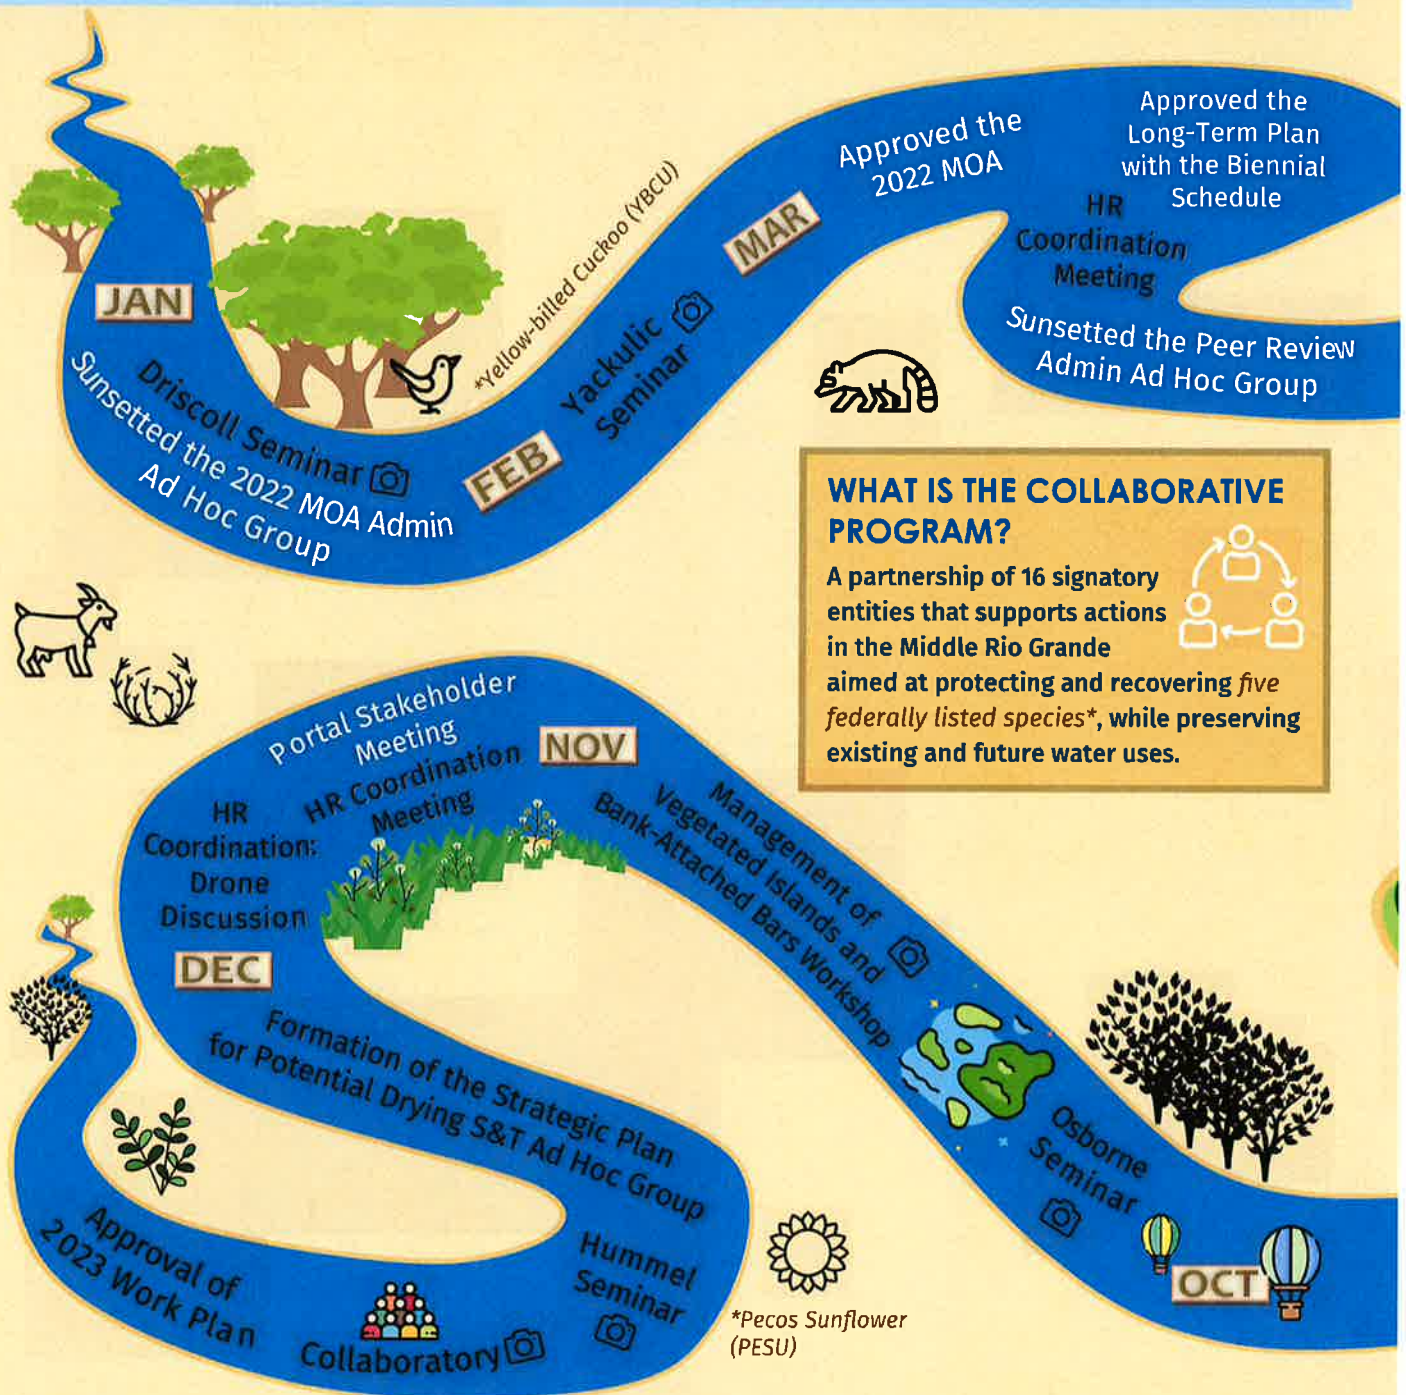 JAN
Driscoll Seminar
Sunsetted the 2022 MOA Admin
Ad Hoc Group
*Yellow-billed Cuckoo (YBCU)
FEB
Yackulic
Seminar
MAR
Approved the
2022 MOA
Approved the
Long-Term Plan
with the Biennial
Schedule
HR
Coordination
Meeting
Sunsetted the Peer Review
Admin Ad Hoc Group
WHAT IS THE COLLABORATIVE
PROGRAM?
A partnership of 16 signatory
entities that supports actions
in the Middle Rio Grande
aimed at protecting and recovering five
federally listed species*, while preserving
existing and future water uses.
OCT
Osborne
Seminar
Management of
Vegetated Islands and
Bank-Attached Bars Workshop
NOV
Portal Stakeholder
Meeting
HR Coordination
Meeting
HR
Coordination:
Drone
Discussion
DEC
Formation of the Strategic Plan
for Potential Drying S&T Ad Hoc Group
Hummel
Seminar
*Pecos Sunflower
(PESU)
Collaboratory
Approval of
2023 Work Plan